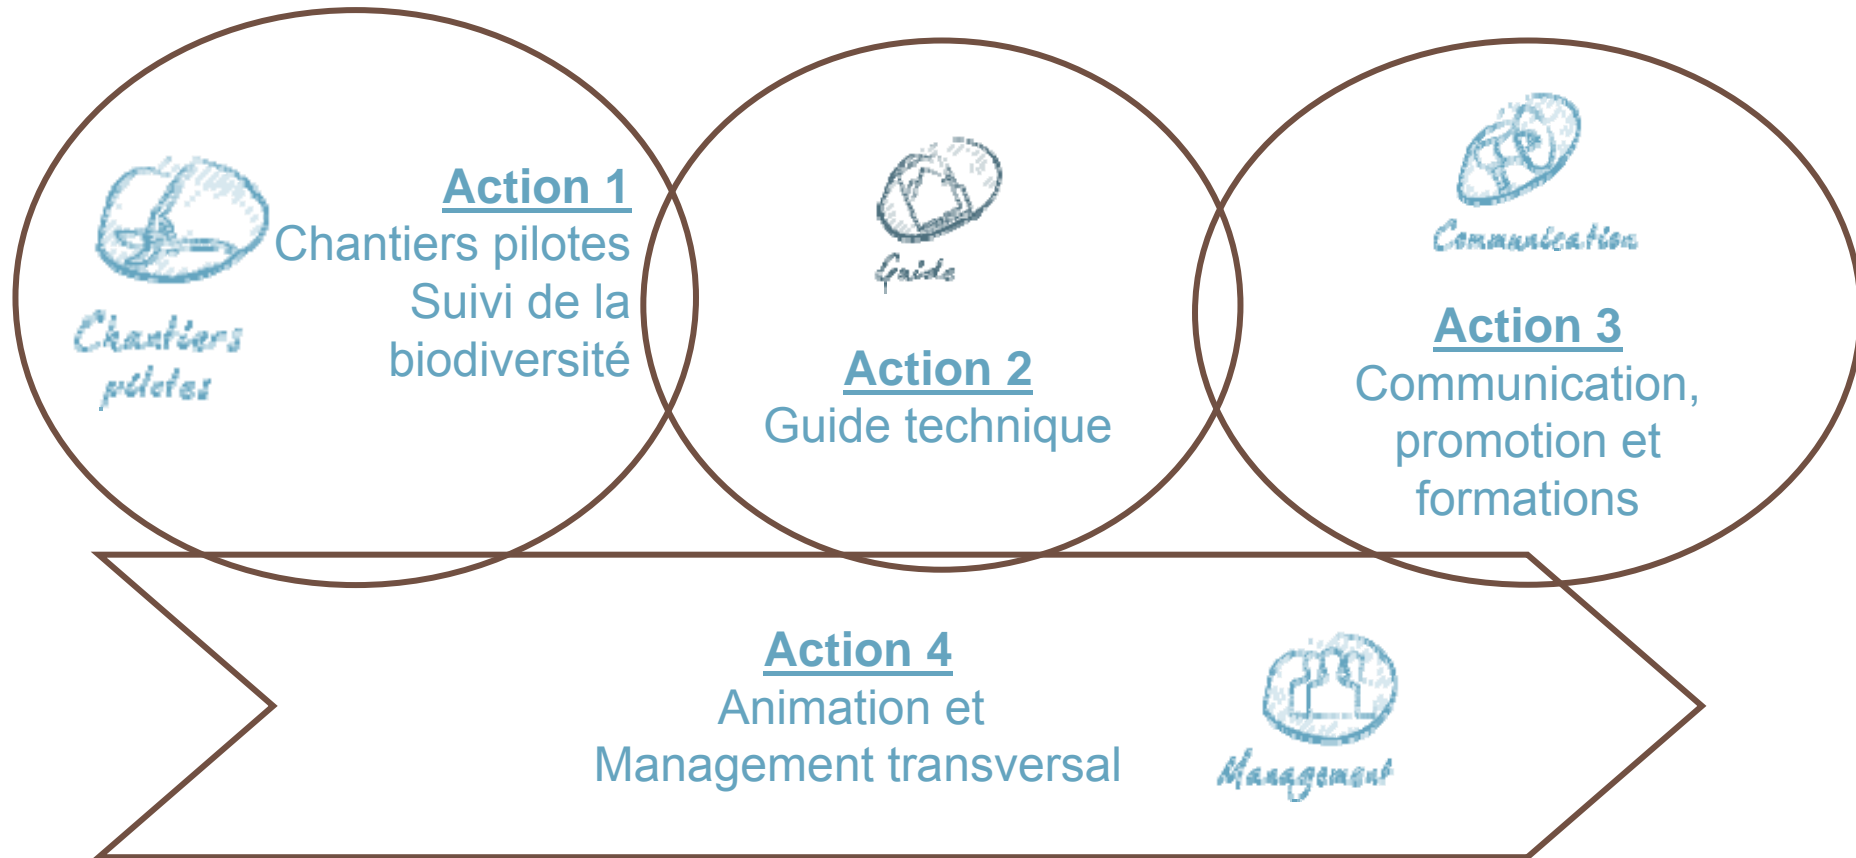 Action 1
Chantiers pilotes
Suivi de la
biodiversité
Chantiers
pilotes
Guide
Action 2
Guide technique
Communication
Action 3
Communication,
promotion et
formations
Action 4
Animation et
Management transversal
Management